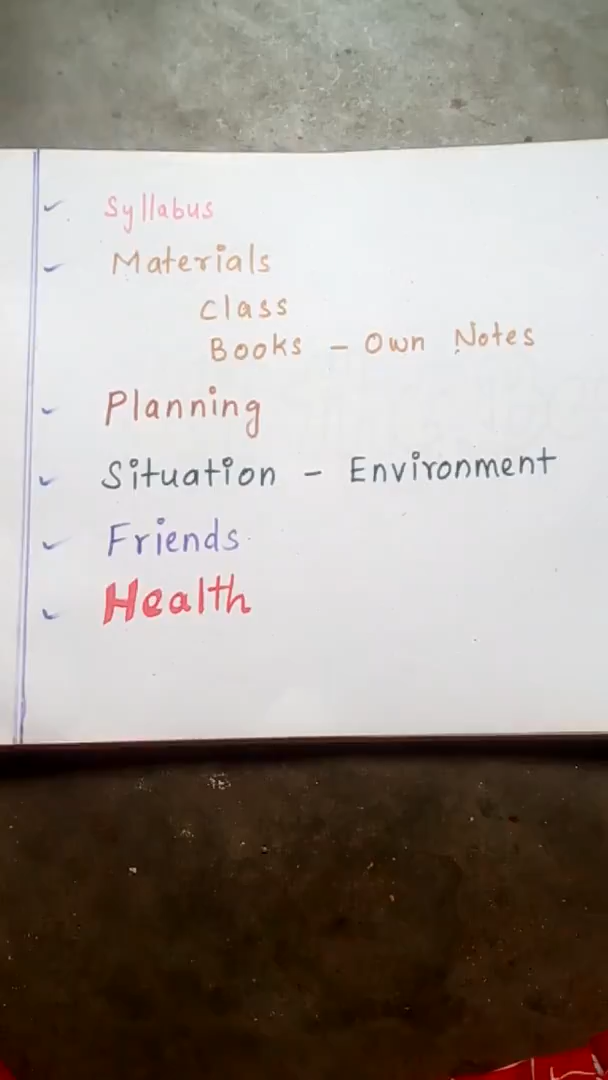 Syllabus
Materials
Class
Books - Own Notes
Planning
Situation - Environment
Friends
Health